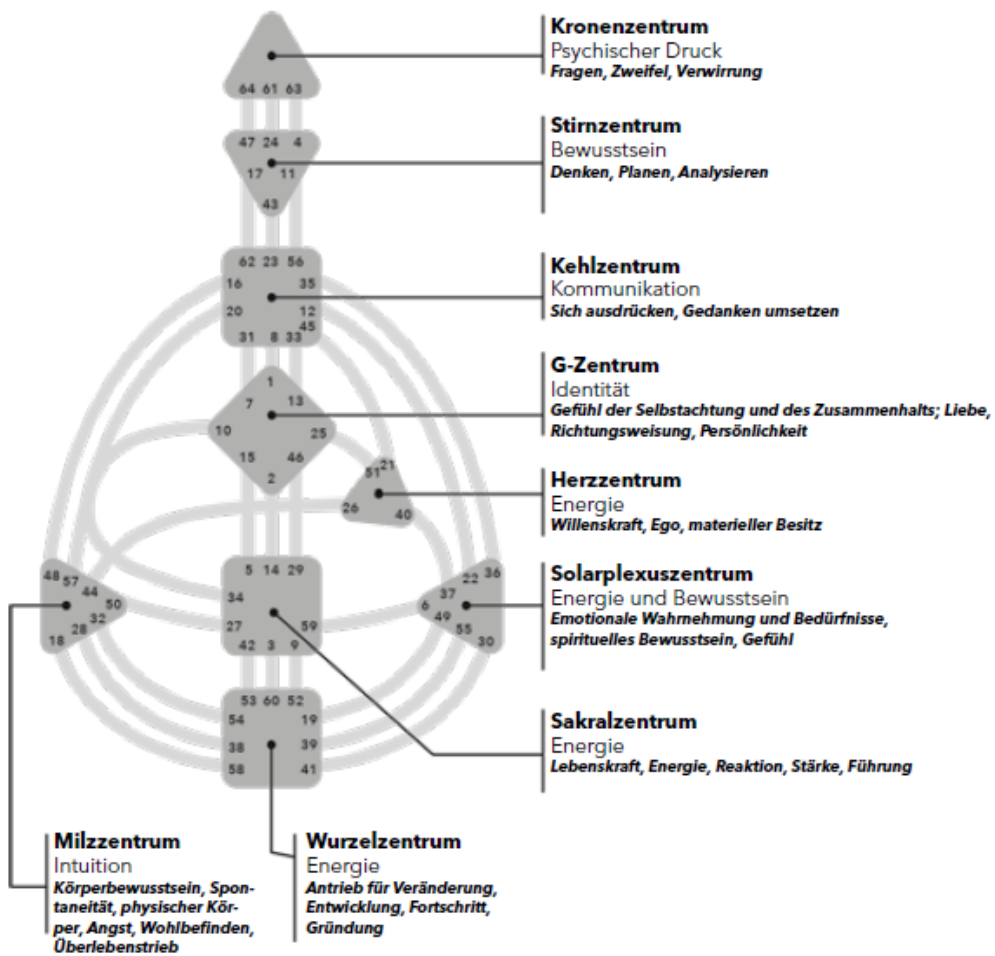 Kronenzentrum
Psychischer Druck
Fragen, Zweifel, Verwirrung
64 61 63
Stirnzentrum
Bewusstsein
Denken, Planen, Analysieren
47 24 4
17 11
43
Kehlzentrum
Kommunikation
Sich ausdrücken, Gedanken umsetzen
62 23 56
16 35
20 12
45
31 8 33
G-Zentrum
Identität
Gefühl der Selbstachtung und des Zusammenhalts; Liebe,
Richtungsweisung, Persönlichkeit
1
7 13
10 25
15 46
2
Herzzentrum
Energie
Willenskraft, Ego, materieller Besitz
51 21
26 40
Solarplexuszentrum
Energie und Bewusstsein
Emotionale Wahrnehmung und Bedürfnisse,
spirituelles Bewusstsein, Gefühl
36
22
37
6
49
55
30
48
57
44
50
32
28
18
5 14 29
34
27 59
42 3 9
Sakralzentrum
Energie
Lebenskraft, Energie, Reaktion, Stärke, Führung
53 60 52
54 19
38 39
58 41
Milzzentrum
Intuition
Körperbewusstsein, Spon-
taneität, physischer Kör-
per, Angst, Wohlbefinden,
Überlebenstrieb
Wurzelzentrum
Energie
Antrieb für Veränderung,
Entwicklung, Fortschritt,
Gründung